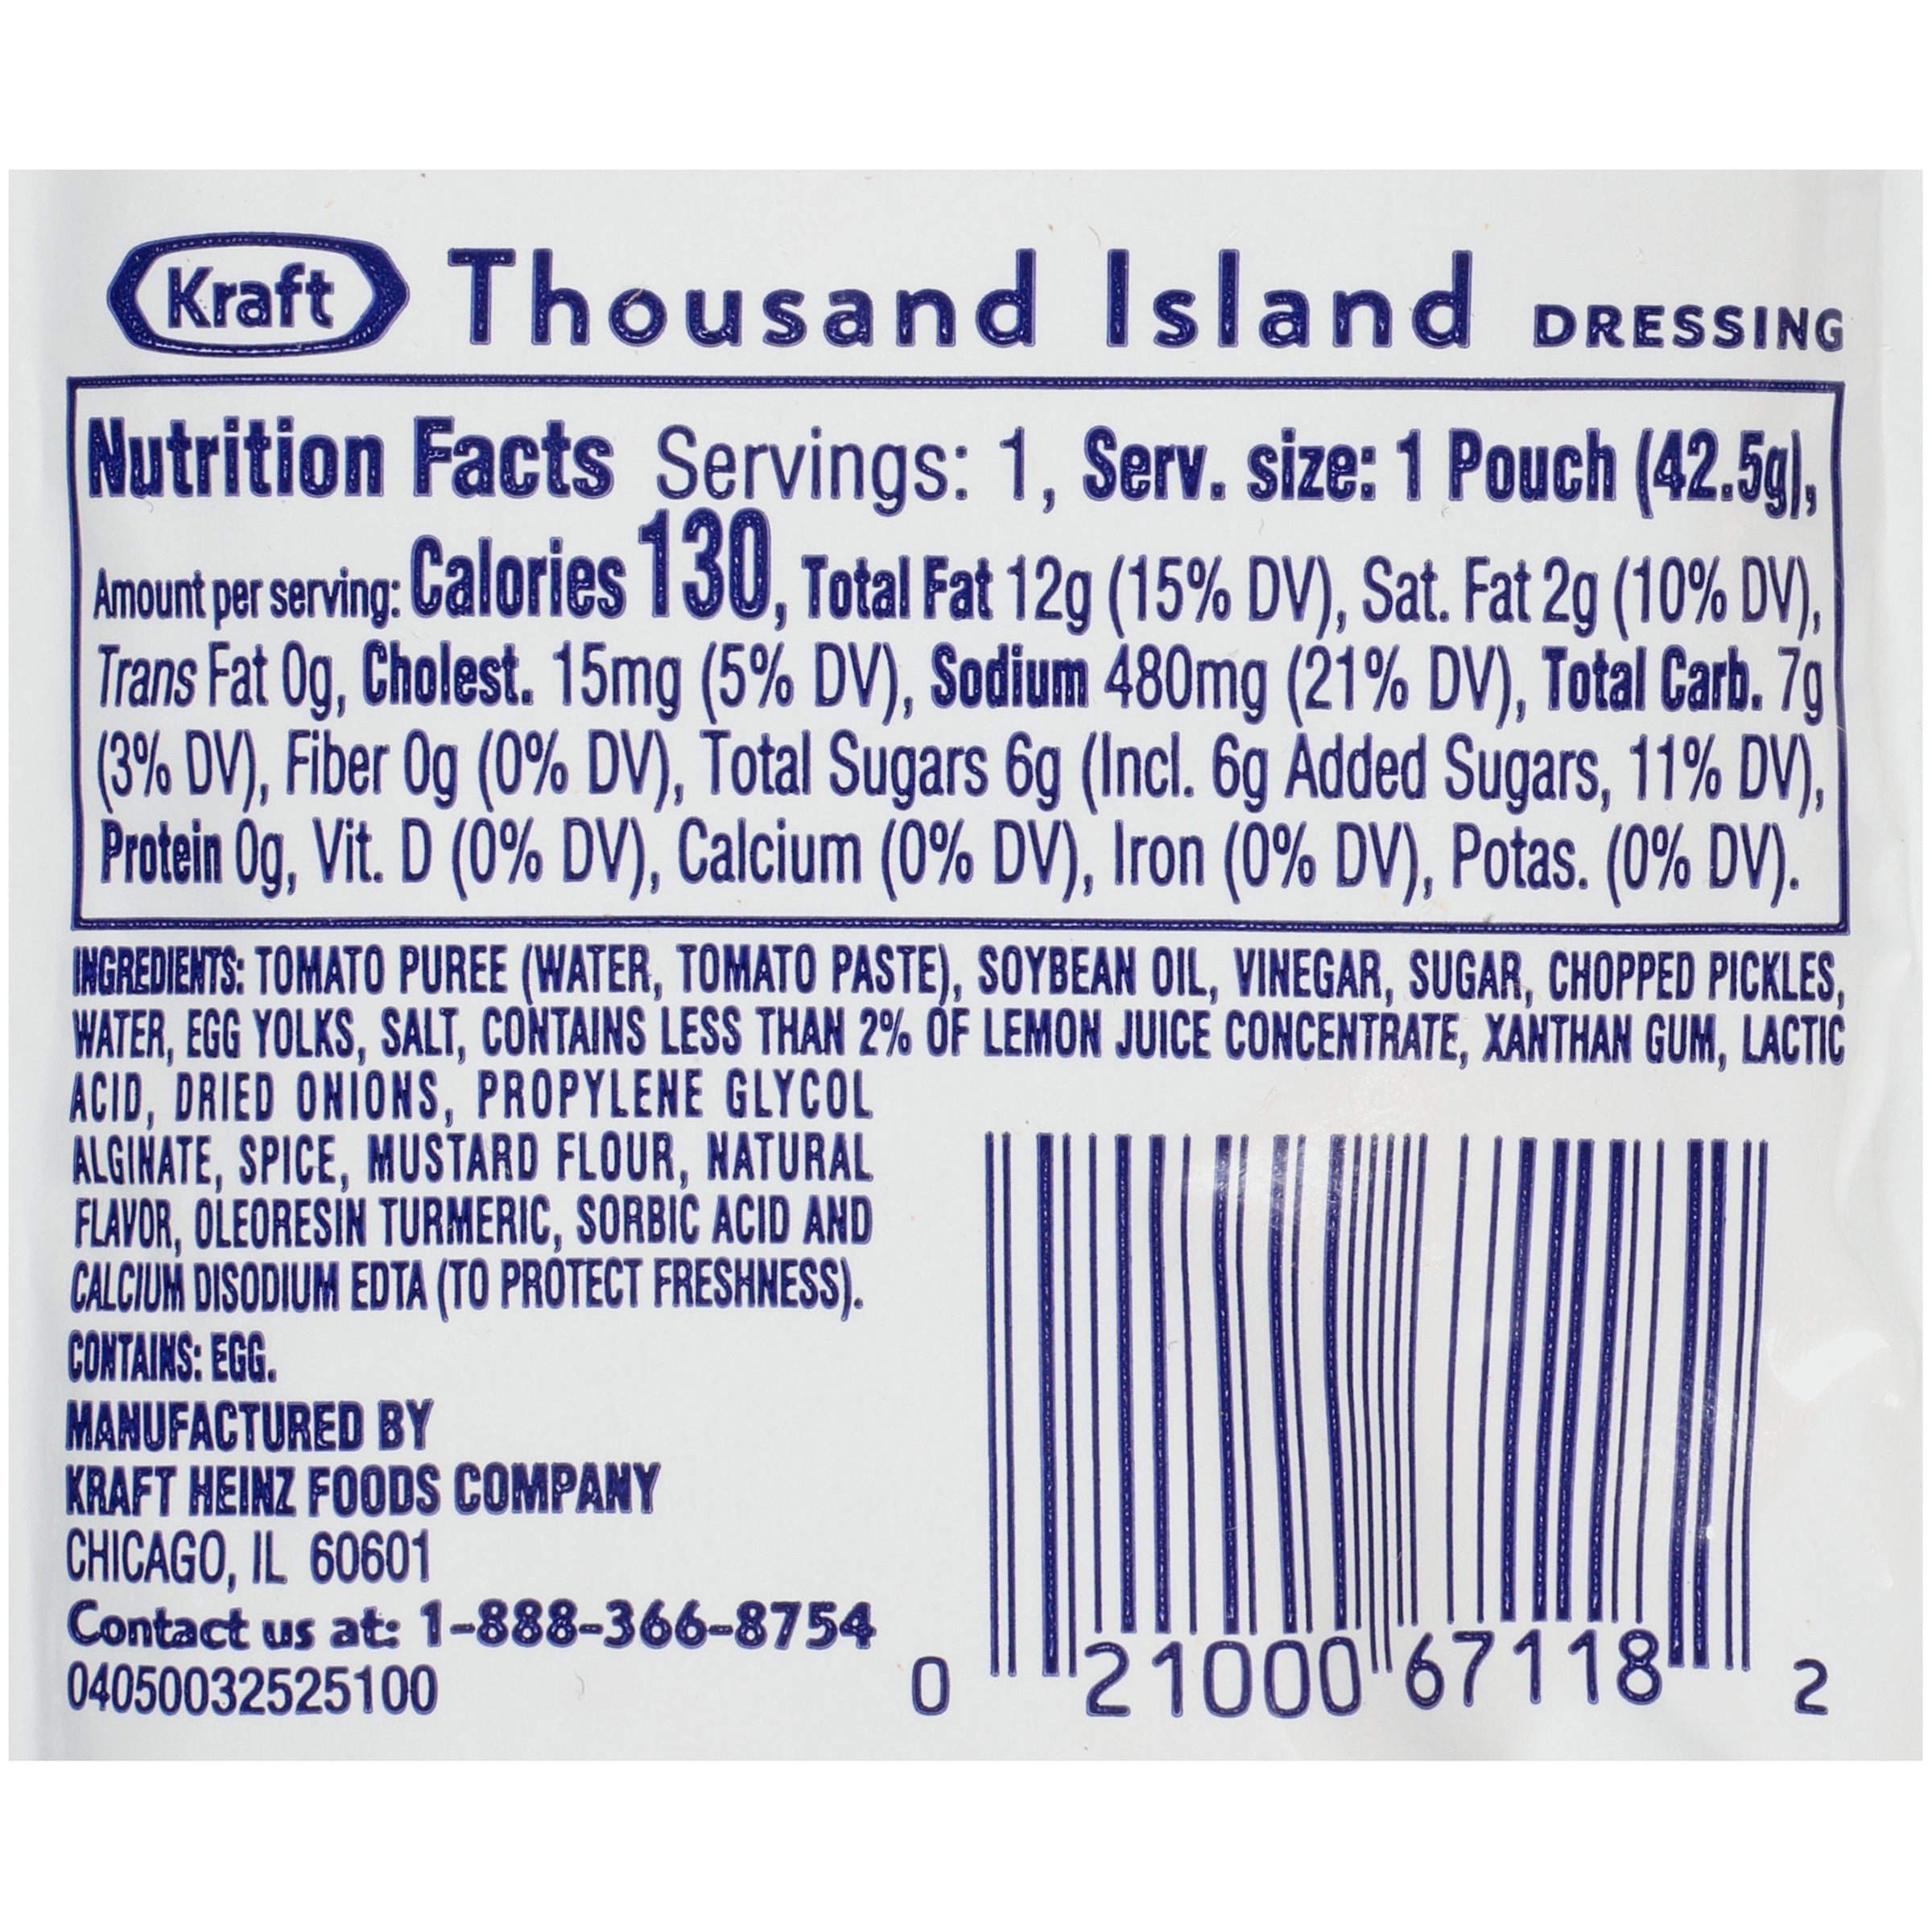 Kraft Thousand Island DRESSING
Nutrition Facts Servings: 1, Serv. size: 1 Pouch (42.5g),
Amount per serving: Calories 130, Total Fat 12g (15% DV), Sat. Fat 2g (10% DV),
Trans Fat 0g, Cholest. 15mg (5% DV), Sodium 480mg (21% DV), Total Carb. 7g
(3% DV), Fiber 0g (0% DV), Total Sugars 6g (Incl. 6g Added Sugars, 11% DV),
Protein 0g, Vit. D (0% DV), Calcium (0% DV), Iron (0% DV), Potas. (0% DV).
INGREDIENTS: TOMATO PUREE (WATER, TOMATO PASTE), SOYBEAN OIL, VINEGAR, SUGAR, CHOPPED PICKLES,
WATER, EGG YOLKS, SALT, CONTAINS LESS THAN 2% OF LEMON JUICE CONCENTRATE, XANTHAN GUM, LACTIC
ACID, DRIED ONIONS, PROPYLENE GLYCOL
ALGINATE, SPICE, MUSTARD FLOUR, NATURAL
FLAVOR, OLEORESIN TURMERIC, SORBIC ACID AND
CALCIUM DISODIUM EDTA (TO PROTECT FRESHNESS).
CONTAINS: EGG.
MANUFACTURED BY
KRAFT HEINZ FOODS COMPANY
CHICAGO, IL 60601
Contact us at: 1-888-366-8754
04050032525100
0 21000 67118 2